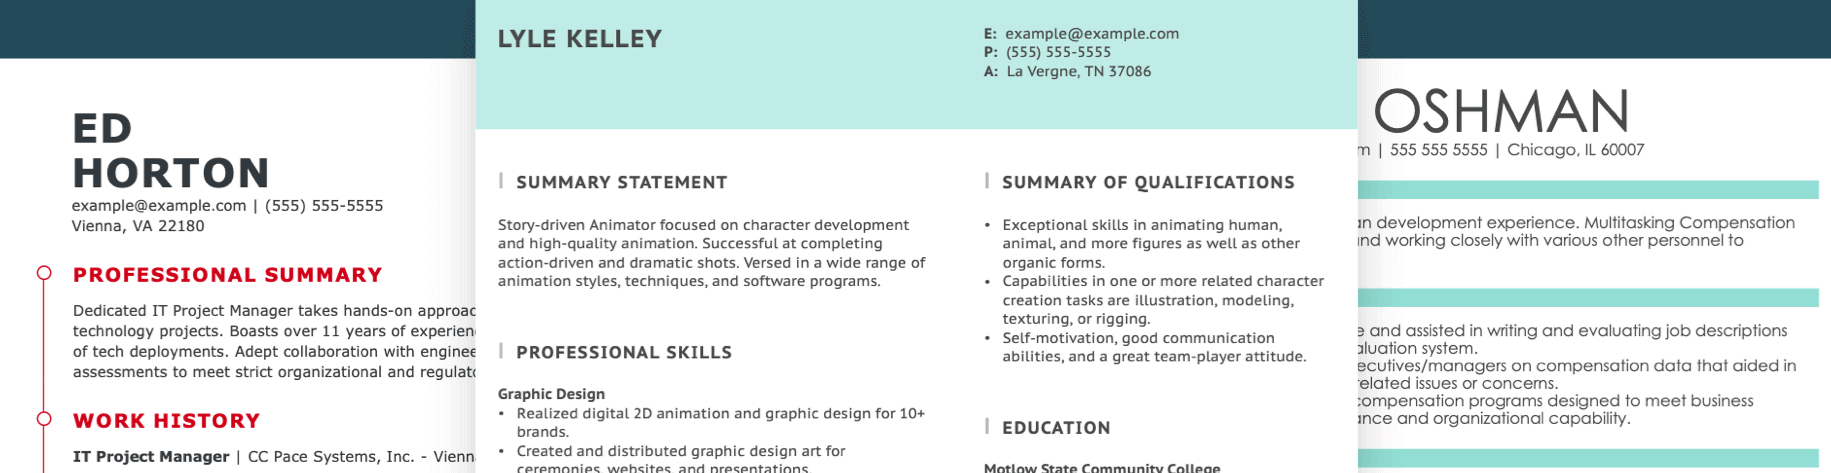 ED
HORTON
example@example.com | (555) 555-5555
Vienna, VA 22180
PROFESSIONAL SUMMARY
Dedicated IT Project Manager takes hands-on
technology projects. Boasts over 11 years of
of tech deployments. Adept collaboration with
assessments to meet strict organizational and
WORK HISTORY
IT Project Manager | CC Pace Systems, Inc. -
LYLE KELLEY
E: example@example.com
P: (555) 555-5555
A: La Vergne, TN 37086
SUMMARY STATEMENT
Story-driven Animator focused on character development
and high-quality animation. Successful at completing
action-driven and dramatic shots. Versed in a wide range of
animation styles, techniques, and software programs.
PROFESSIONAL SKILLS
Graphic Design
• Realized digital 2D animation and graphic design for 10+
brands.
• Created and distributed graphic design art for
ceremonies, websites, and presentations.
SUMMARY OF QUALIFICATIONS
• Exceptional skills in animating human,
animal, and more figures as well as other
organic forms.
• Capabilities in one or more related character
creation tasks are illustration, modeling,
texturing, or rigging.
• Self-motivation, good communication
abilities, and a great team-player attitude.
EDUCATION
Motlow State Community College
OSHMAN
| 555 555 5555 | Chicago, IL 60007
development experience. Multitasking Compensation
working closely with various other personnel to
and assisted in writing and evaluating job descriptions
system.
on compensation data that aided in
issues or concerns.
compensation programs designed to meet business
and organizational capability.